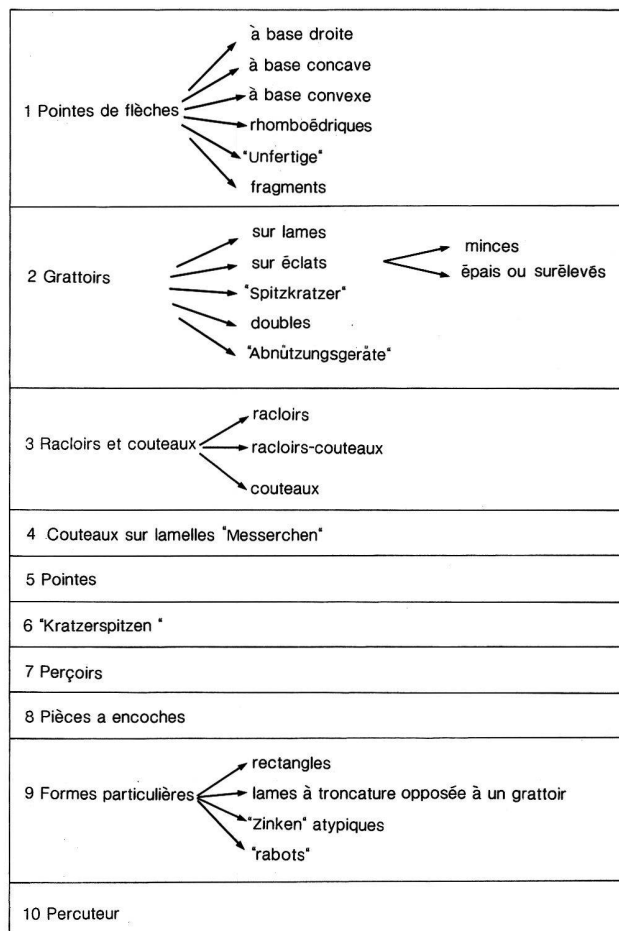 à base droite
à base concave
1 Pointes de flèches
à base convexe
rhomboëdriques
"Unfertige"
fragments
sur lames
2 Grattoirs
sur éclats
minces
épais ou surélevés
"Spitzkratzer"
doubles
"Abnützungsgeräte"
racloirs
3 Racloirs et couteaux
racloirs-couteaux
couteaux
4 Couteaux sur lamelles "Messerchen"
5 Pointes
6 "Kratzerspitzen "
7 Perçoirs
8 Pièces a encoches
rectangles
9 Formes particulières
lames à troncature opposée à un grattoir
"Zinken" atypiques
"rabots"
10 Percuteur